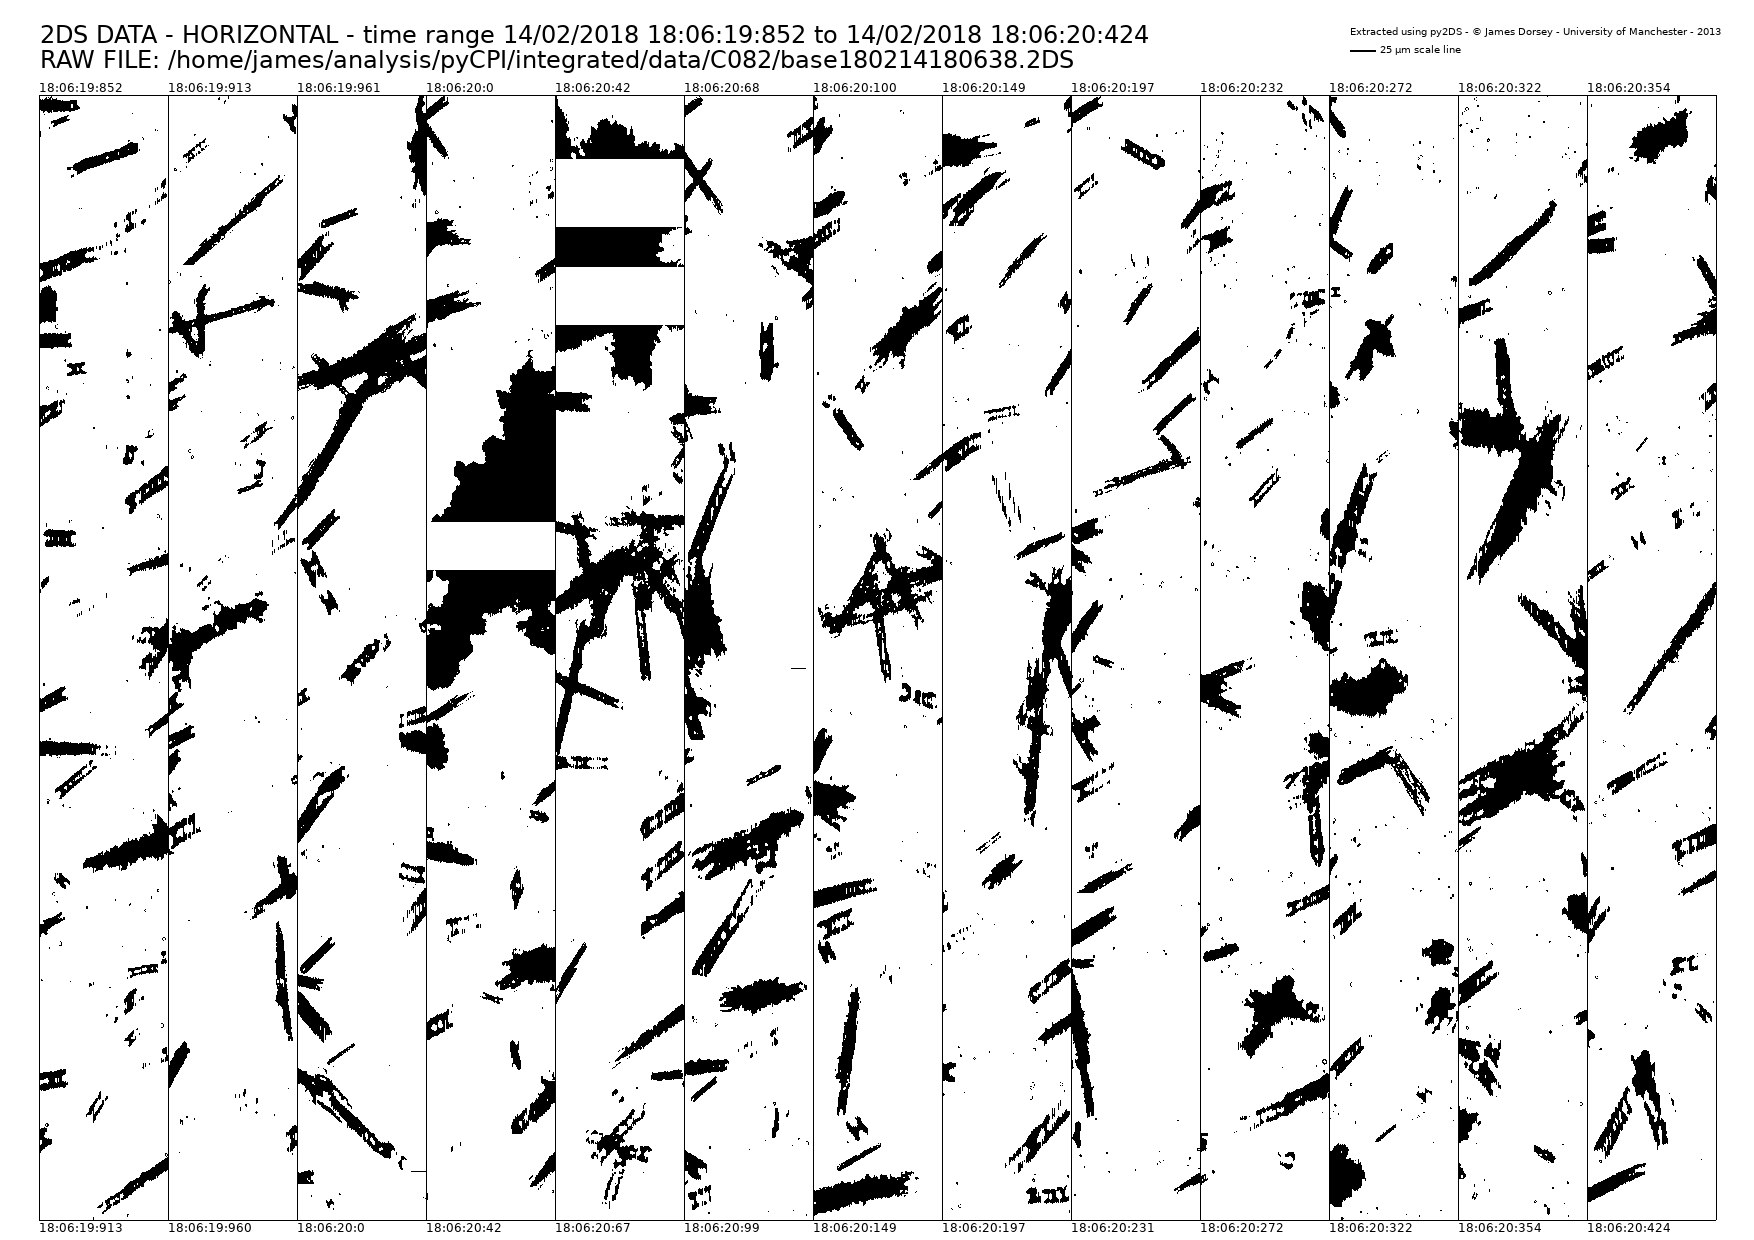 2DS DATA - HORIZONTAL - time range 14/02/2018 18:06:19:852 to 14/02/2018 18:06:20:424
RAW FILE: /home/james/analysis/pyCPI/integrated/data/C082/base180214180638.2DS
Extracted using py2DS - © James Dorsey - University of Manchester - 2013
25 µm scale line
18:06:19:852 18:06:19:913 18:06:19:961 18:06:20:0 18:06:20:42 18:06:20:68 18:06:20:100 18:06:20:149 18:06:20:197 18:06:20:232 18:06:20:272 18:06:20:322 18:06:20:354
18:06:19:913 18:06:19:960 18:06:20:0 18:06:20:42 18:06:20:67 18:06:20:99 18:06:20:149 18:06:20:197 18:06:20:231 18:06:20:272 18:06:20:322 18:06:20:354 18:06:20:424